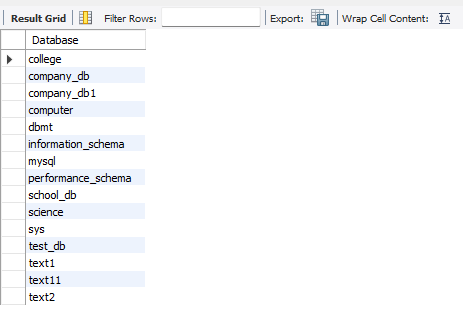 Result Grid Filter Rows: Export: Wrap Cell Content:
Database
college
company_db
company_db1
computer
dbmt
information_schema
mysql
performance_schema
school_db
science
sys
test_db
text1
text11
text2